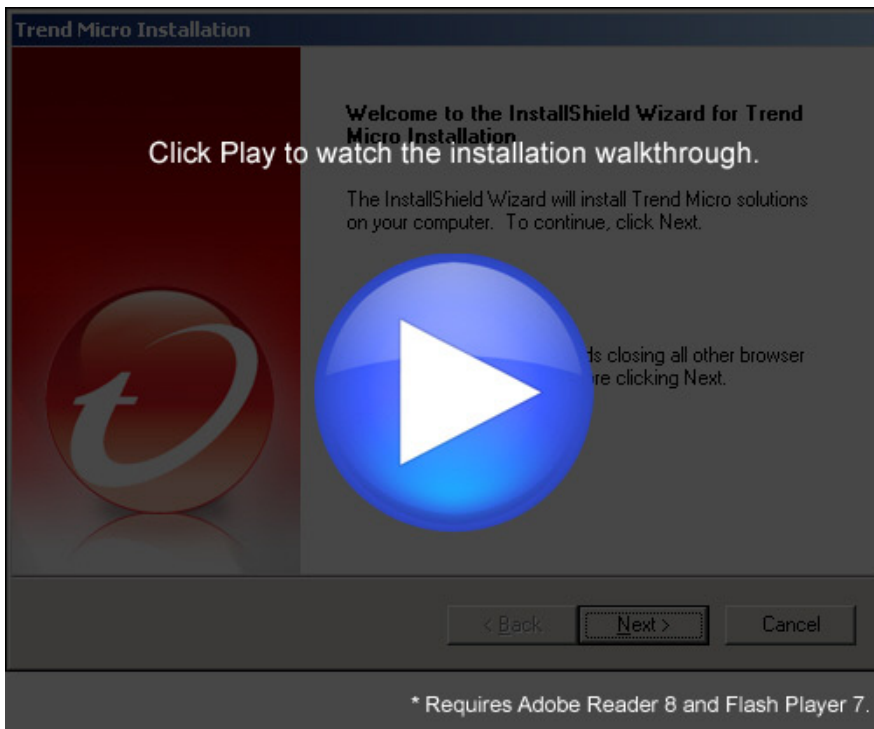 Trend Micro Installation
Welcome to the InstallShield Wizard for Trend
Micro Installation
Click Play to watch the installation walkthrough.
The InstallShield Wizard will install Trend Micro solutions
on your computer. To continue, click Next.
closing all other browser
clicking Next.
< Back
Next >
Cancel
* Requires Adobe Reader 8 and Flash Player 7.